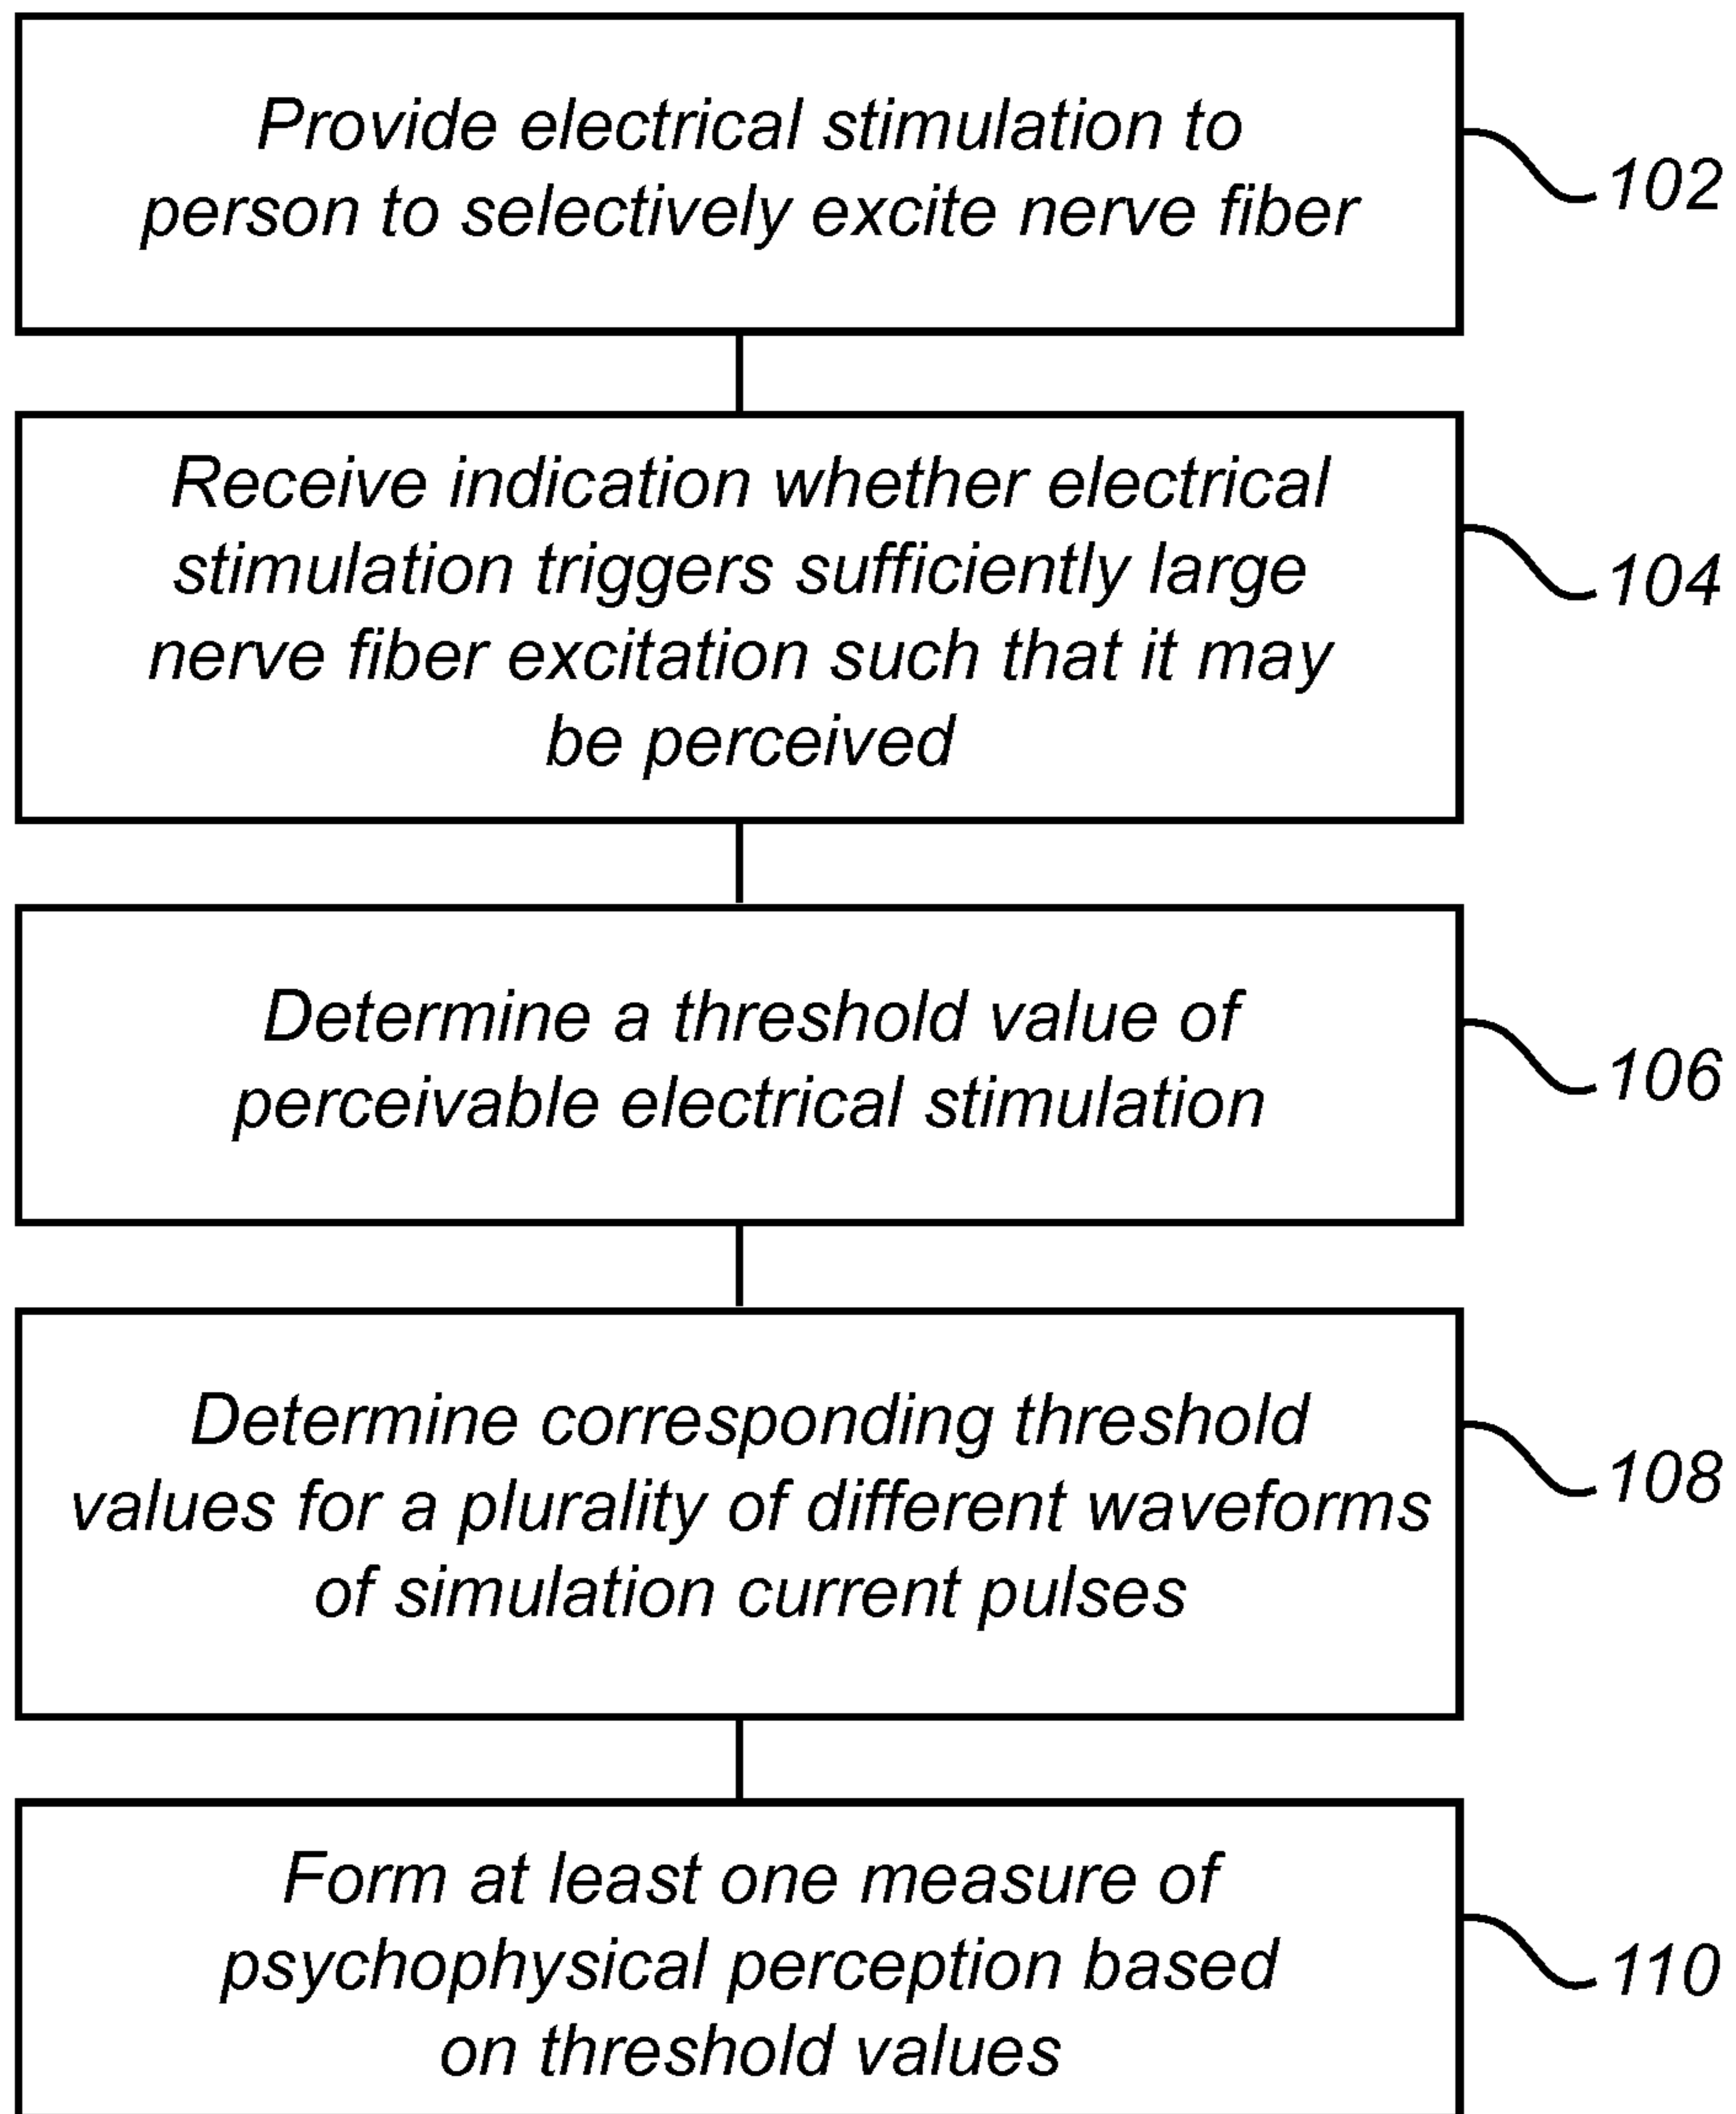 Provide electrical stimulation to
person to selectively excite nerve fiber
102
Receive indication whether electrical
stimulation triggers sufficiently large
nerve fiber excitation such that it may
be perceived
104
Determine a threshold value of
perceivable electrical stimulation
106
Determine corresponding threshold
values for a plurality of different waveforms
of simulation current pulses
108
Form at least one measure of
psychophysical perception based
on threshold values
110